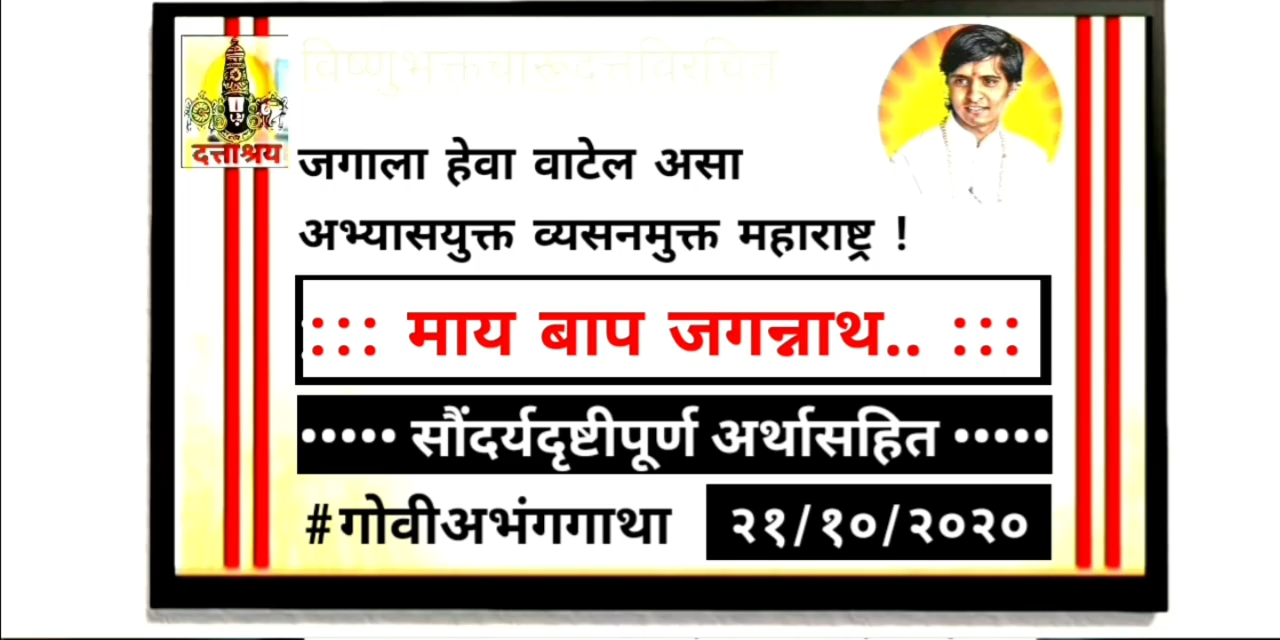 विष्णुभक्तचारूदत्तविरचित
दत्ताश्रय
जगाला हेवा वाटेल असा
अभ्यासयुक्त व्यसनमुक्त महाराष्ट्र !
::: माय बाप जगन्नाथ.. :::
••••• सौंदर्यदृष्टीपूर्ण अर्थासहित •••••
#गोवीअभंगगाथा २१/१०/२०२०